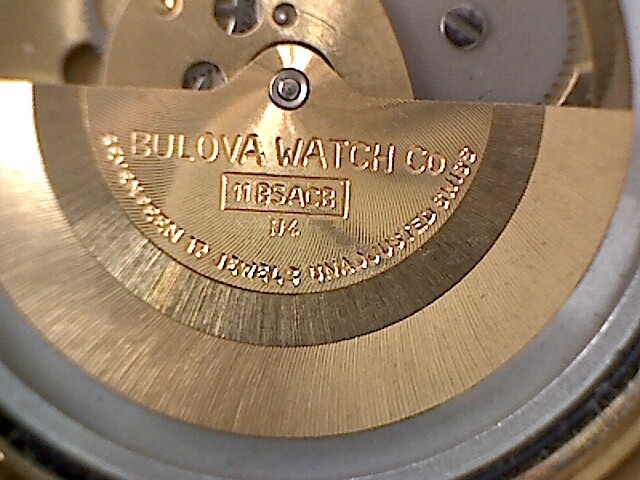 BULOVA WATCH Co
11BSACB
N4
SEVENTEEN 17 JEWELS UNADJUSTED SWISS